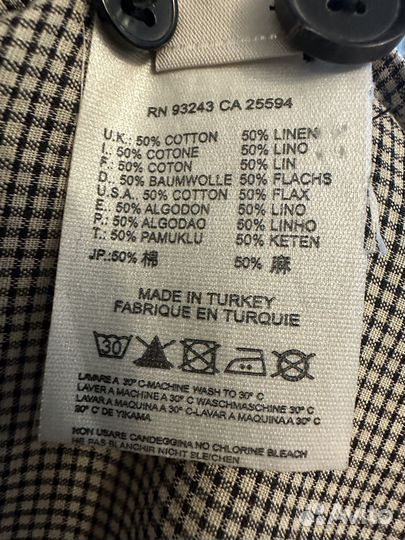 RN 93243 CA 25594
U.K.: 50% COTTON 50% LINEN
I.: 50% COTONE 50% LINO
F.: 50% COTON 50% LIN
D.: 50% BAUMWOLLE 50% FLACHS
U.S.A.: 50% COTTON 50% FLAX
E.: 50% ALGODON 50% LINO
P.: 50% ALGODAO 50% LINHO
T.: 50% PAMUKLU 50% KETEN
JP.:50% 棉 50% 麻
MADE IN TURKEY
FABRIQUE EN TURQUIE
30
LAVARE A 30° C-MACHINE WASH TO 30° C
LAVER A MACHINE A 30° C WASCHMASCHINE 30° C
LAVAR A MAQUINA A 30° C-LAVAR A MAQUINA A 30° C
20° C DE YIKAMA
NON USARE CANDEGGINA NO CHLORINE BLEACH
NE PAS BLANCHIR NICHT BLEICHEN
Avito